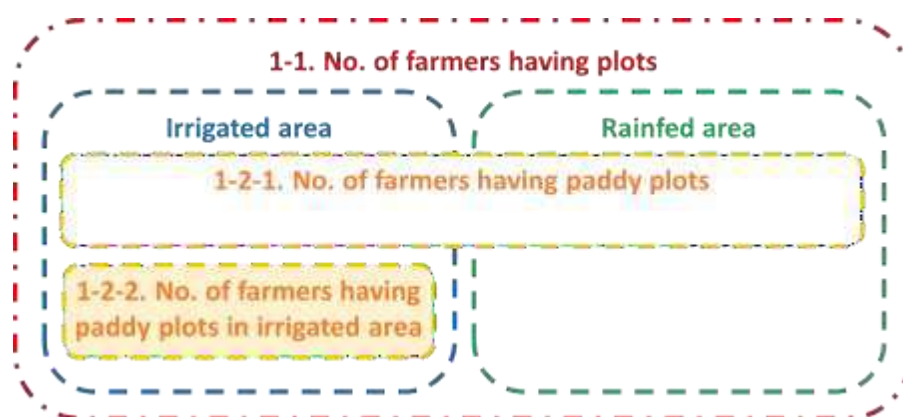 1-1. No. of farmers having plots
Irrigated area
Rainfed area
1-2-1. No. of farmers having paddy plots
1-2-2. No. of farmers having
paddy plots in irrigated area